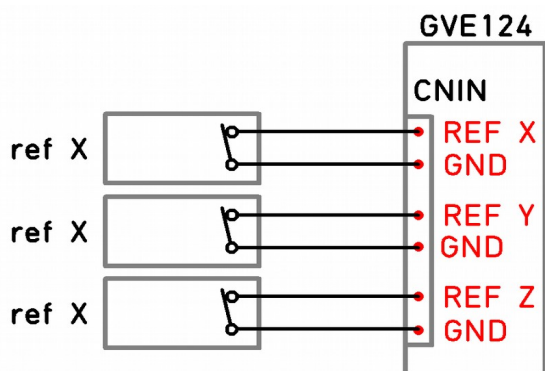 GVE124
CNIN
ref X
REF X
GND
ref X
REF Y
GND
ref X
REF Z
GND